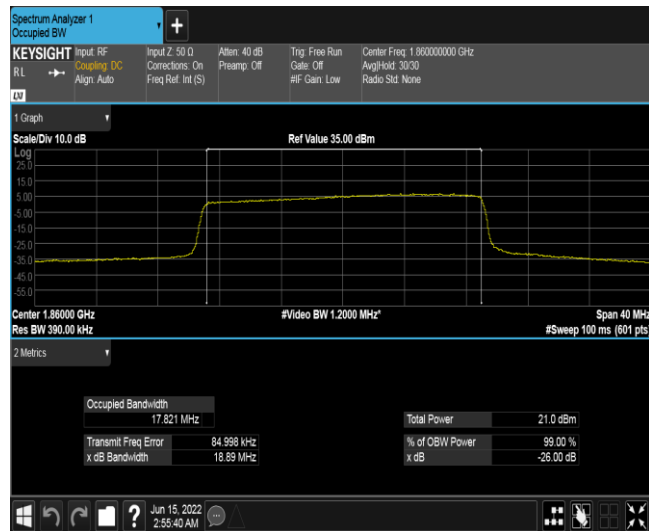 Spectrum Analyzer 1
Occupied BW
+
KEYSIGHT Input: RF Input Z: 50 Ω Atten: 40 dB Trig: Free Run Center Freq: 1.860000000 GHz
RL Coupling: DC Corrections: On Preamp: Off Gate: Off Avg|Hold: 30/30
Align: Auto Freq Ref: Int (S) #IF Gain: Low Radio Std: None
LXI
1 Graph
Scale/Div 10.0 dB Ref Value 35.00 dBm
Log
25.0
15.0
5.00
-5.00
-15.0
-25.0
-35.0
-45.0
-55.0
Center 1.86000 GHz #Video BW 1.2000 MHz* Span 40 MHz
Res BW 390.00 kHz #Sweep 100 ms (601 pts)
2 Metrics
Occupied Bandwidth
17.821 MHz Total Power 21.0 dBm
Transmit Freq Error 84.998 kHz % of OBW Power 99.00 %
x dB Bandwidth 18.89 MHz x dB -26.00 dB
? Jun 15, 2022
2:55:40 AM